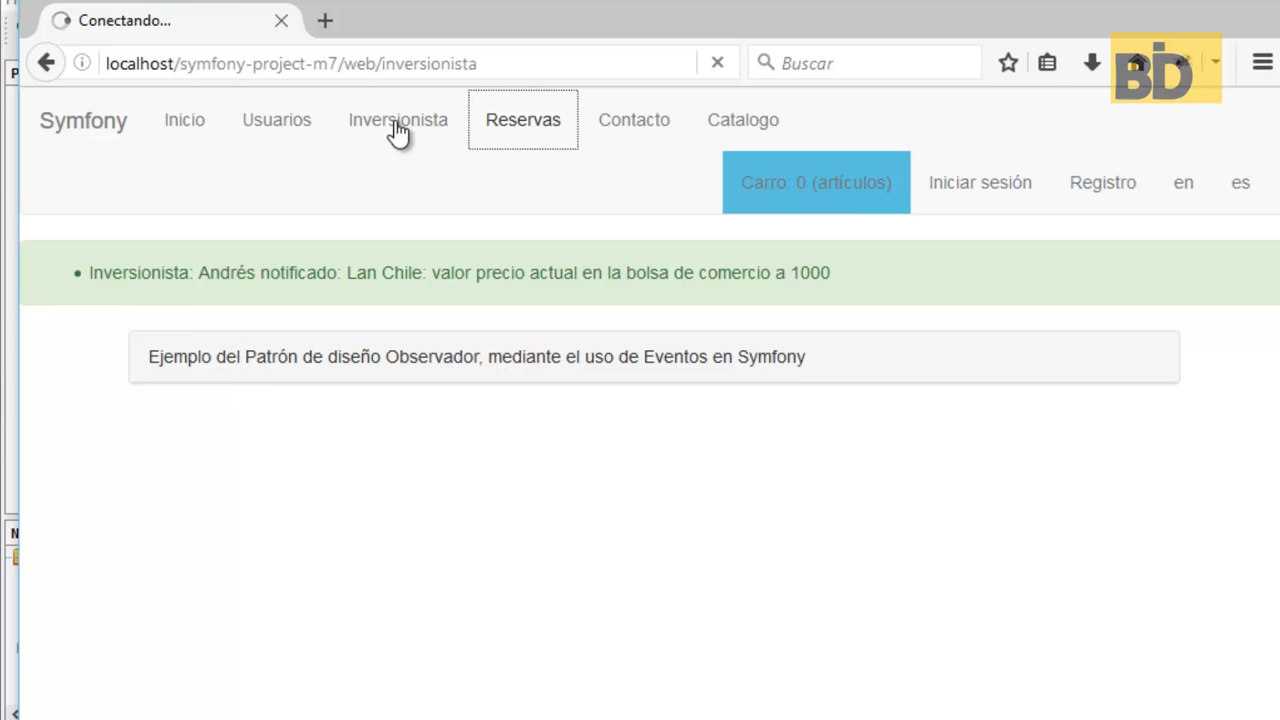 Conectando...
localhost/symfony-project-m7/web/inversionista
Buscar
BD
Symfony Inicio Usuarios Inversionista Reservas Contacto Catalogo
Carro: 0 (artículos) Iniciar sesión Registro en es
Inversionista: Andrés notificado: Lan Chile: valor precio actual en la bolsa de comercio a 1000
Ejemplo del Patrón de diseño Observador, mediante el uso de Eventos en Symfony